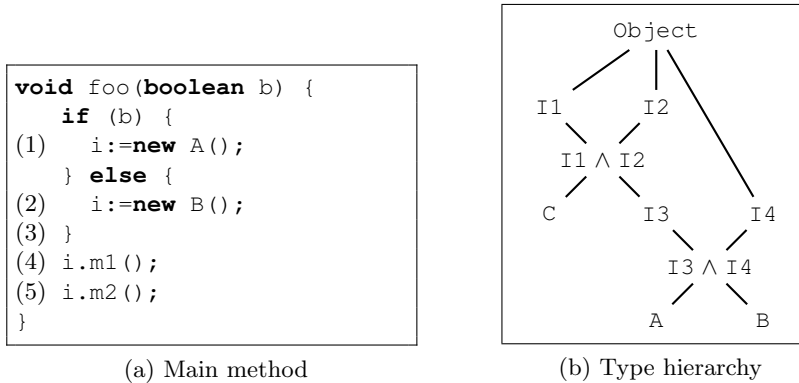 void foo(boolean b) {
if (b) {
(1) i:=new A();
} else {
(2) i:=new B();
(3) }
(4) i.m1();
(5) i.m2();
}
(a) Main method
Object
I1 I2
I1 ∧ I2
C I3 I4
I3 ∧ I4
A B
(b) Type hierarchy